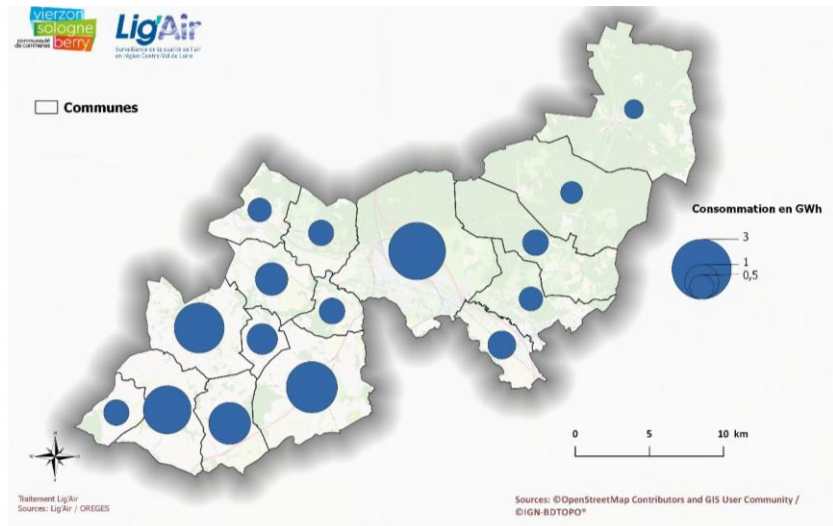 vierzon
sologne
berry
communauté
de communes
Lig'Air
Surveillance de la qualité de l'air
en région Centre-Val de Loire
Communes
Consommation en GWh
3
1
0,5
0 5 10 km
N
W
S
Traitement Lig'Air
Sources: Lig'Air / OREGES
Sources: ©OpenStreetMap Contributors and GIS User Community /
©IGN-BDTOPO®